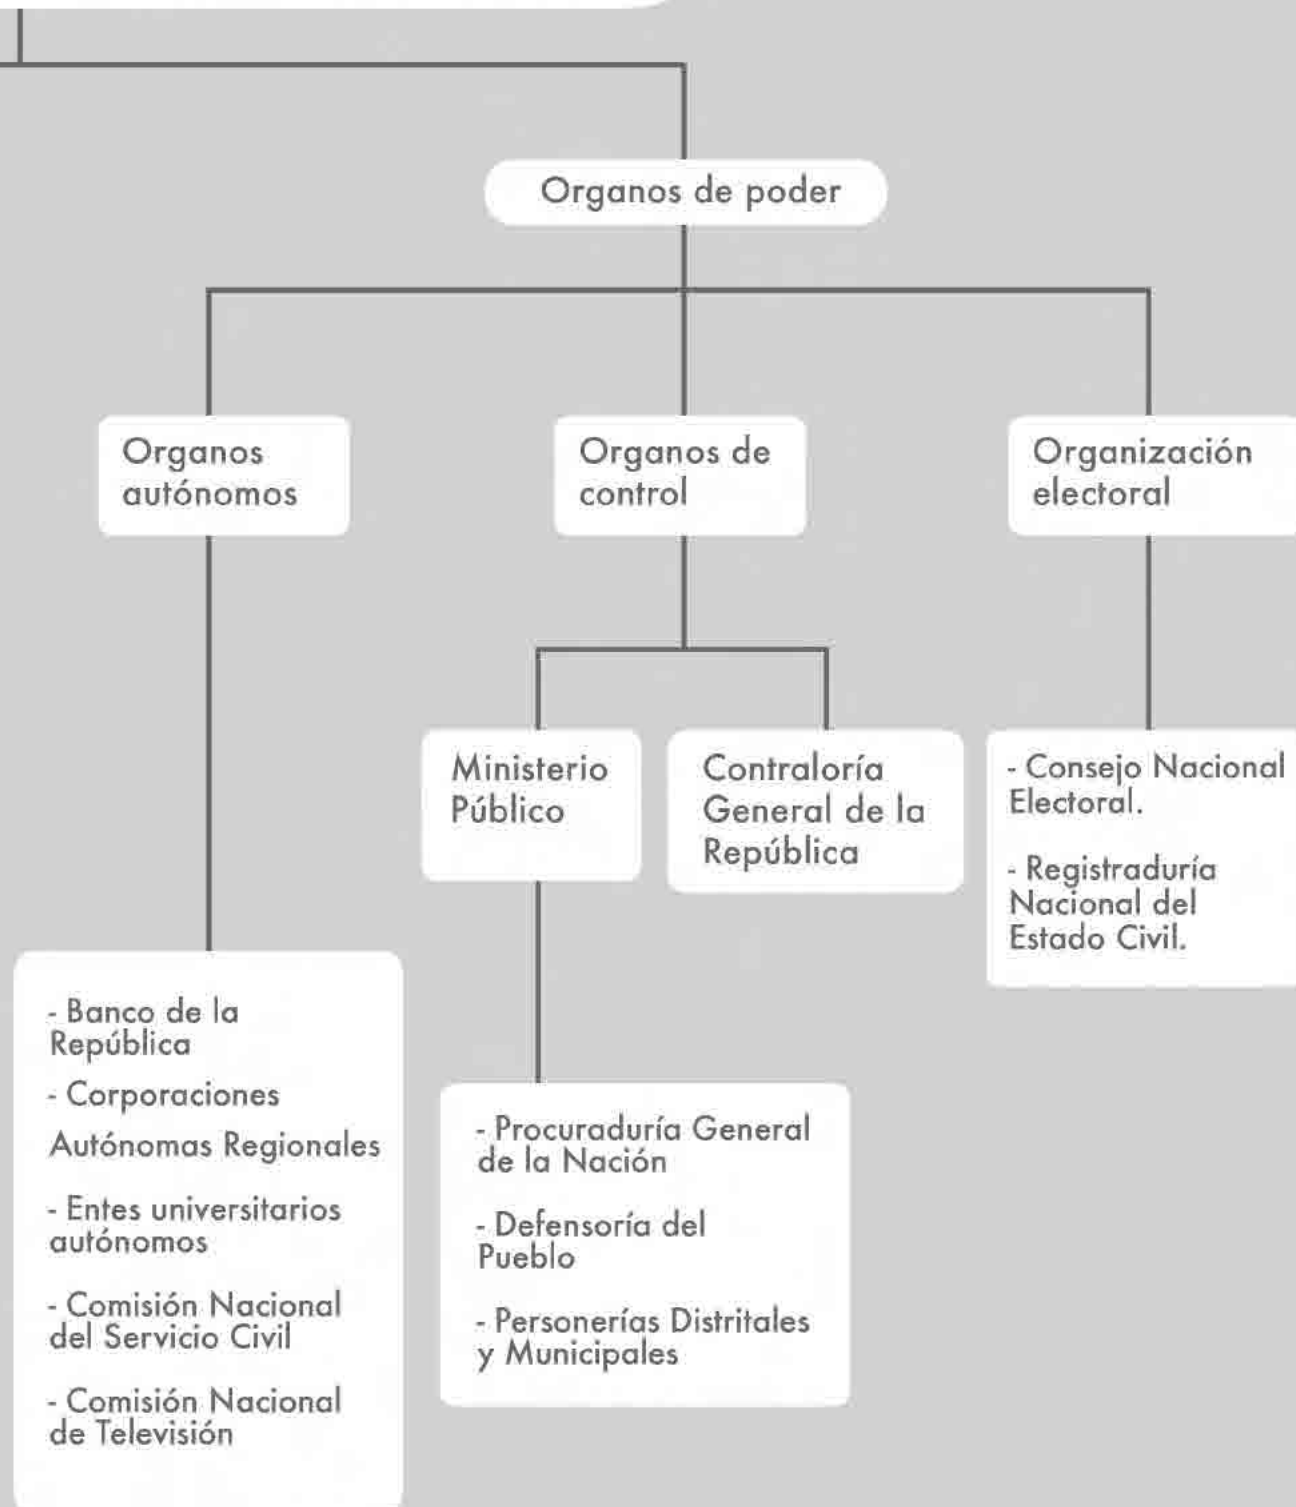 Organos de poder
Organos
autónomos
Organos de
control
Organización
electoral
Ministerio
Público
Contraloría
General de la
República
- Consejo Nacional
Electoral.
- Registraduría
Nacional del
Estado Civil.
- Banco de la
República
- Corporaciones
Autónomas Regionales
- Entes universitarios
autónomos
- Comisión Nacional
del Servicio Civil
- Comisión Nacional
de Televisión
- Procuraduría General
de la Nación
- Defensoría del
Pueblo
- Personerías Distritales
y Municipales